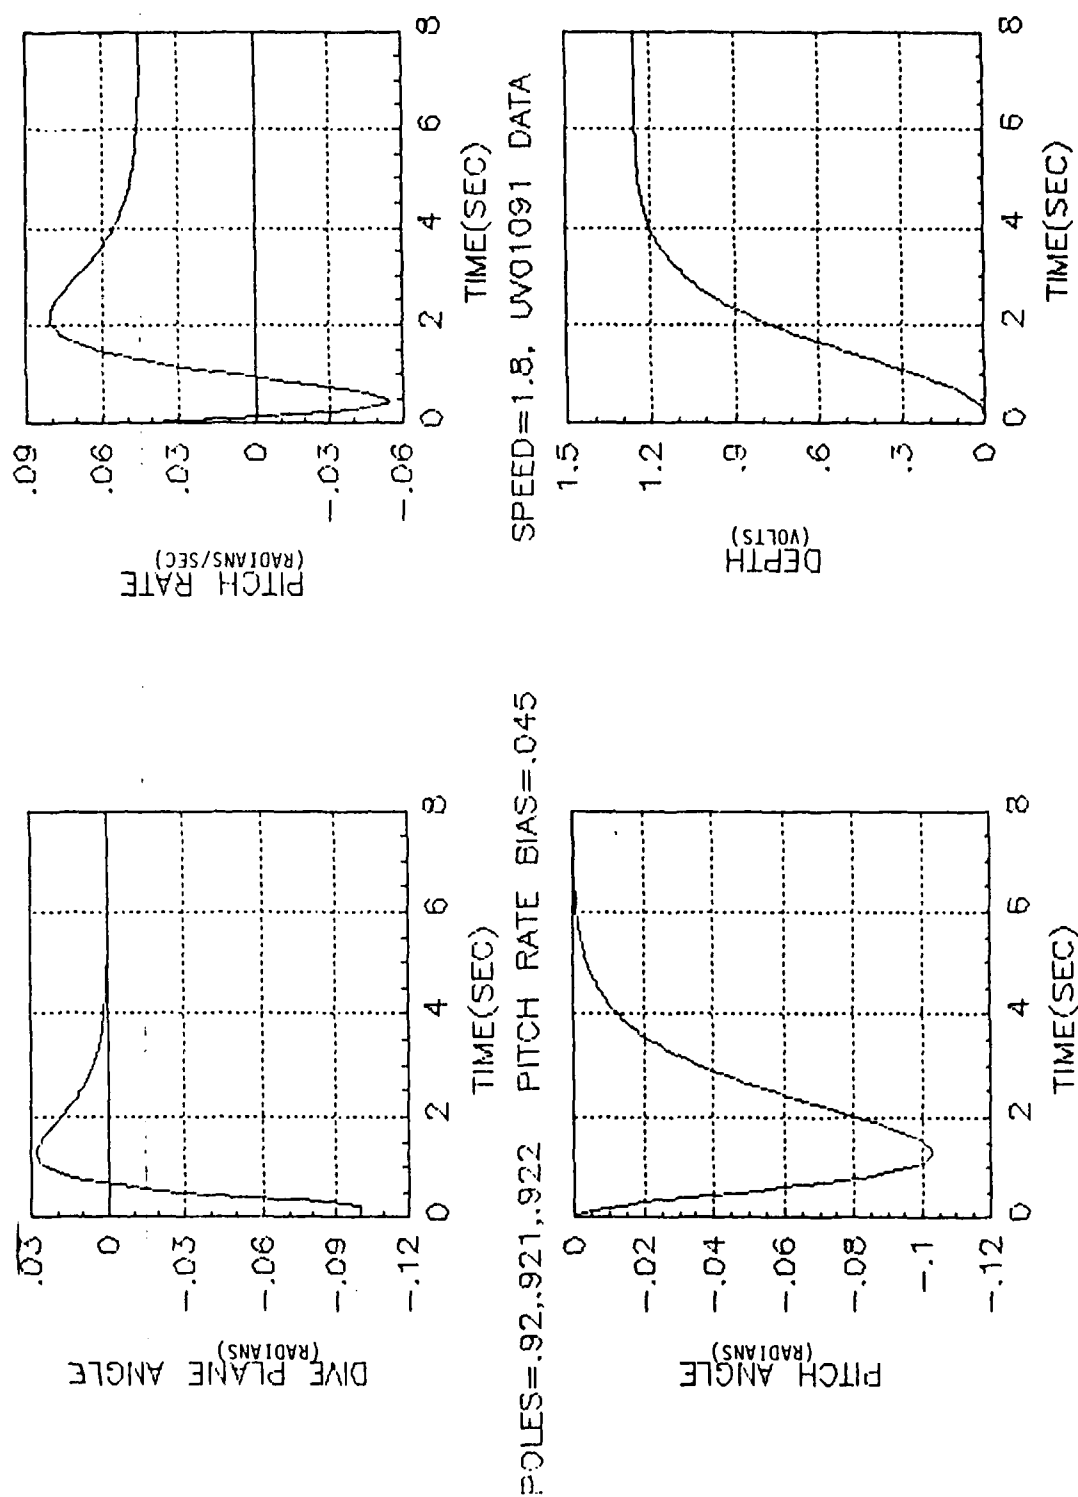 DIVE PLANE ANGLE
(RADIANS)
.03
0
-.03
-.06
-.09
-.12
0 2 4 6 8
TIME(SEC)
PITCH RATE
(RADIANS/SEC)
.09
.06
.03
0
-.03
-.06
0 2 4 6 8
TIME(SEC)
POLES=.92,.921,.922 PITCH RATE BIAS=.045 SPEED=1.8, UV01091 DATA
PITCH ANGLE
(RADIANS)
0
-.02
-.04
-.06
-.08
-.1
-.12
0 2 4 6 8
TIME(SEC)
DEPTH
(VOLTS)
1.5
1.2
.9
.6
.3
0
0 2 4 6 8
TIME(SEC)